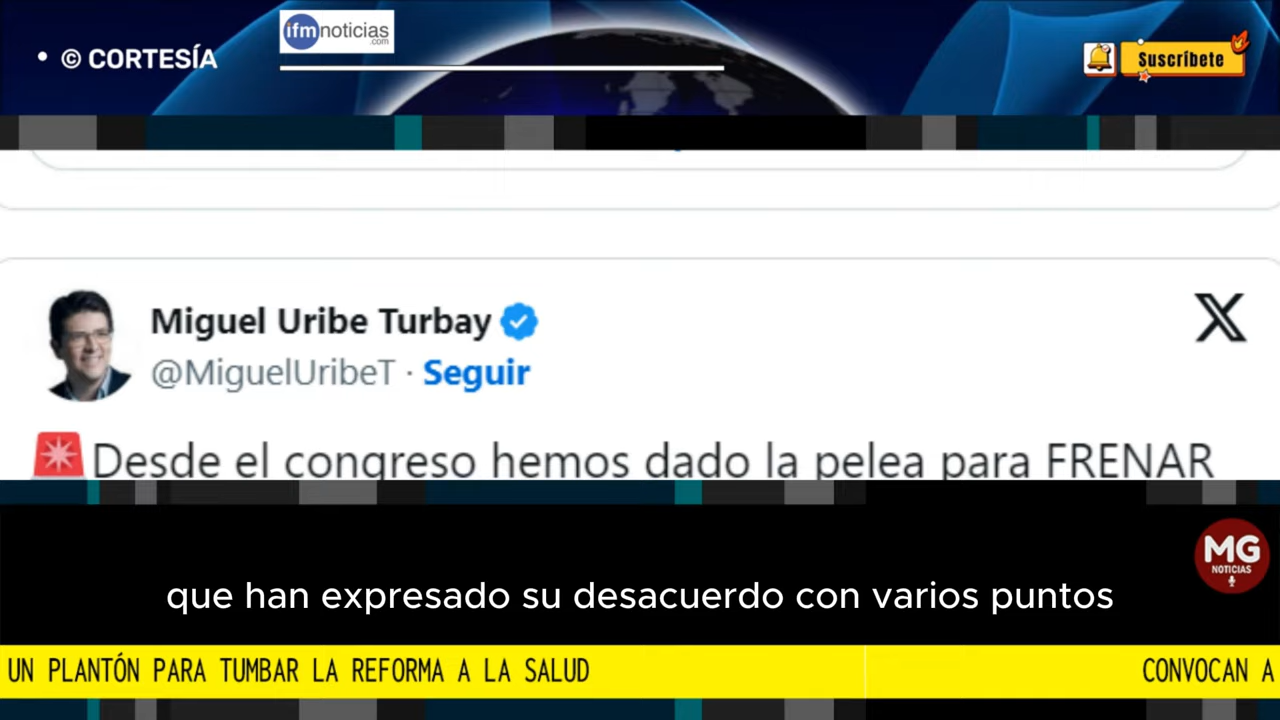 • © CORTESÍA
ifmnoticias
.com
Suscríbete
Miguel Uribe Turbay
@MiguelUribeT · Seguir
Desde el congreso hemos dado la pelea para FRENAR
MG
NOTICIAS
que han expresado su desacuerdo con varios puntos
UN PLANTÓN PARA TUMBAR LA REFORMA A LA SALUD
CONVOCAN A